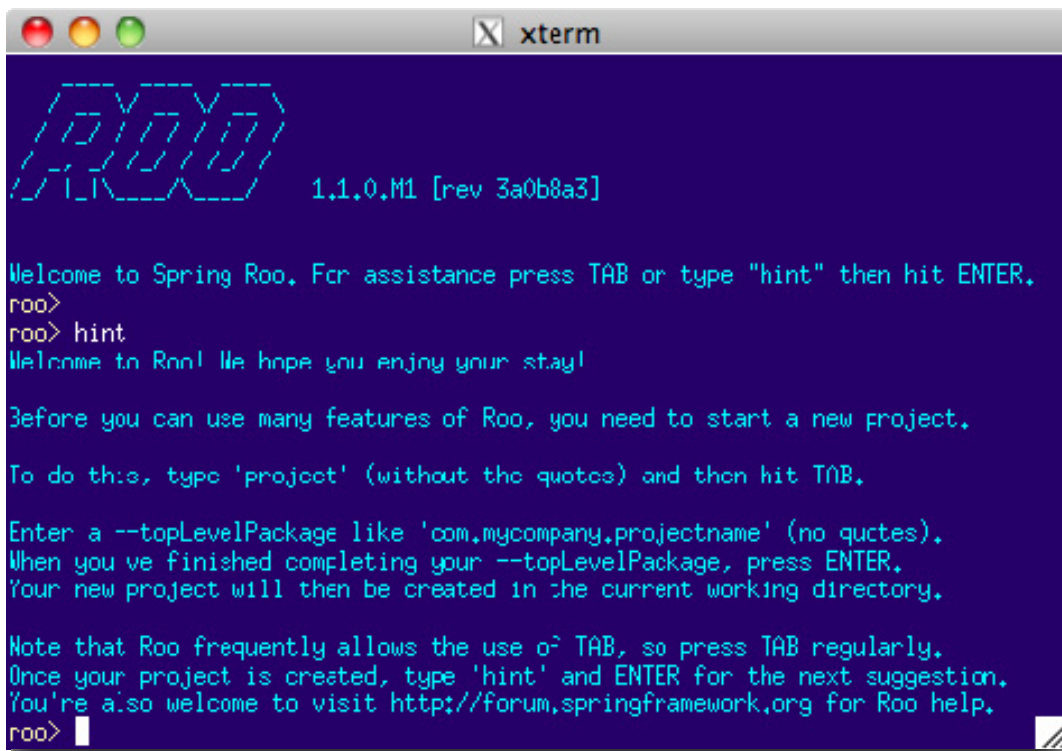 xterm
ROO
1.1.0.M1 [rev 3a0b8a3]
Welcome to Spring Roo. For assistance press TAB or type "hint" then hit ENTER.
roo>
roo> hint
Welcome to Roo! We hope you enjoy your stay!
Before you can use many features of Roo, you need to start a new project.
To do this, type 'project' (without the quotes) and then hit TAB.
Enter a --topLevelPackage like 'com.mycompany.projectname' (no quotes).
When you've finished completing your --topLevelPackage, press ENTER.
Your new project will then be created in the current working directory.
Note that Roo frequently allows the use of TAB, so press TAB regularly.
Once your project is created, type 'hint' and ENTER for the next suggestion.
You're also welcome to visit http://forum.springframework.org for Roo help.
roo>